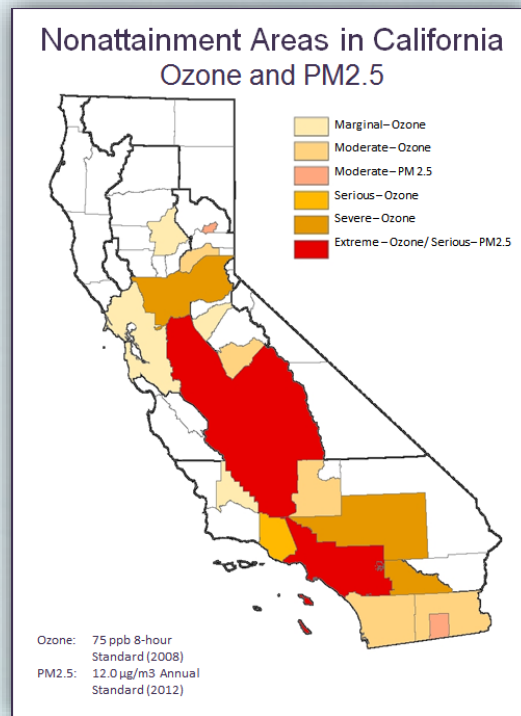 Nonattainment Areas in California
Ozone and PM2.5
Marginal–Ozone
Moderate–Ozone
Moderate–PM2.5
Serious–Ozone
Severe–Ozone
Extreme–Ozone/Serious–PM2.5
Ozone: 75 ppb 8-hour
Standard (2008)
PM2.5: 12.0 µg/m3 Annual
Standard (2012)